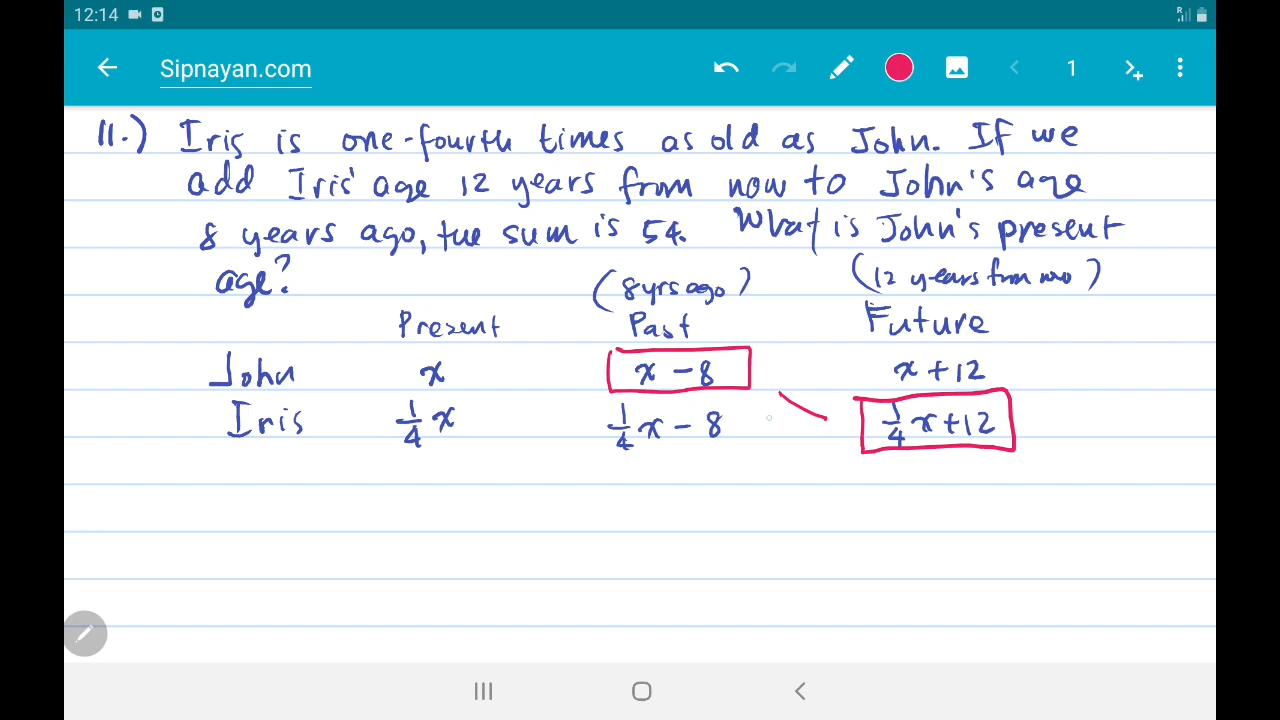 12:14
R
Sipnayan.com
1
11.) Iris is one-fourth times as old as John. If we
add Iris' age 12 years from now to John's age
8 years ago, the sum is 54. What is John's present
age? (8 yrs ago) (12 years from now)
Present Past Future
John x x - 8 x + 12
Iris 1/4 x 1/4 x - 8 1/4 x + 12